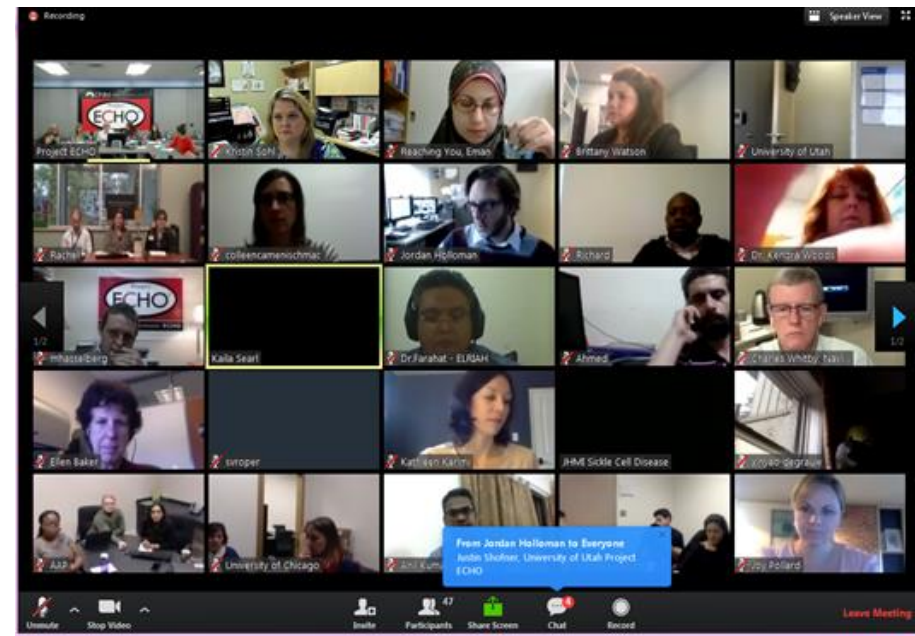 Recording
Speaker View
ECHO
Project ECHO
Kristin Sohl
Reaching You, Eman
Brittany Watson
University of Utah
Rachel
colleencamenischmac
Jordan Holloman
Richard
Dr. Kendra Woods
ECHO
1/2
mhasselberg
Kaila Searl
Dr.Farahat - ELRIAH
Ahmed
Charles Whitby, Navi
1/2
Ellen Baker
svroper
Kathleen Karimi
JHMI Sickle Cell Disease
AAP
University of Chicago
Anil Kum
Joy Pollard
From Jordan Holloman to Everyone
Justin Shofner, University of Utah Project
ECHO
47
4
Unmute
Stop Video
Invite
Participants
Share Screen
Chat
Record
Leave Meeting